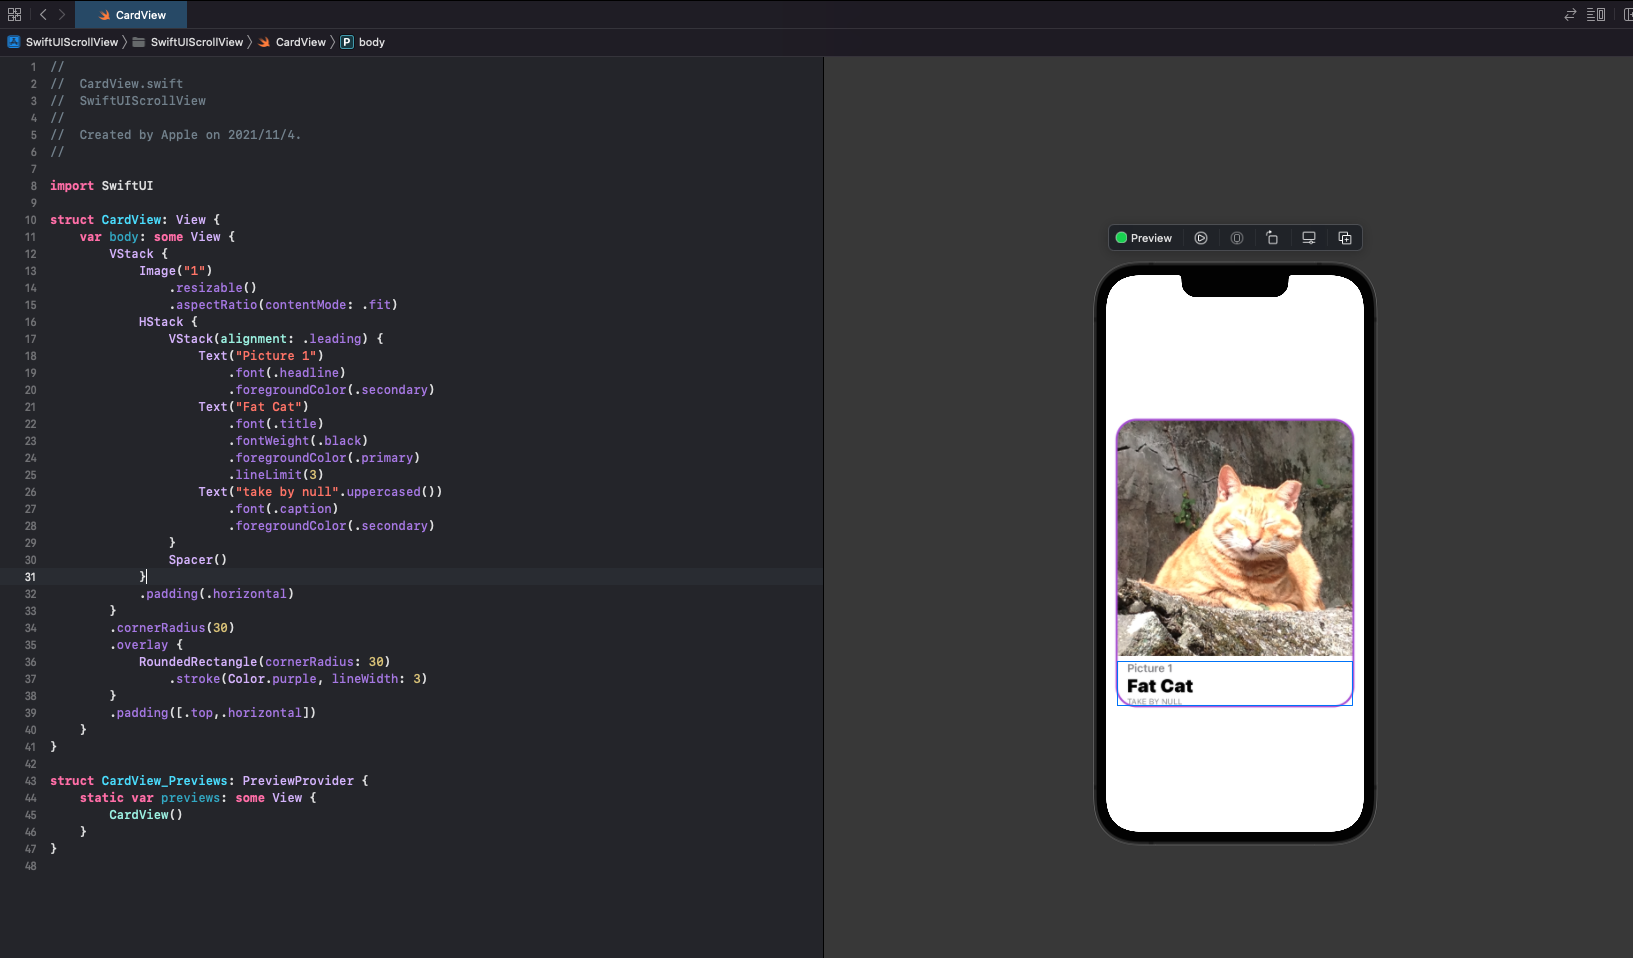 CardView
SwiftUIScrollView 〉 SwiftUIScrollView 〉 CardView 〉 P body
1 //
2 //  CardView.swift
3 //  SwiftUIScrollView
4 //
5 //  Created by Apple on 2021/11/4.
6 //
7
8 import SwiftUI
9
10 struct CardView: View {
11     var body: some View {
12         VStack {
13             Image("1")
14                 .resizable()
15                 .aspectRatio(contentMode: .fit)
16             HStack {
17                 VStack(alignment: .leading) {
18                     Text("Picture 1")
19                         .font(.headline)
20                         .foregroundColor(.secondary)
21                     Text("Fat Cat")
22                         .font(.title)
23                         .fontWeight(.black)
24                         .foregroundColor(.primary)
25                         .lineLimit(3)
26                     Text("take by null".uppercased())
27                         .font(.caption)
28                         .foregroundColor(.secondary)
29                 }
30                 Spacer()
31             }
32             .padding(.horizontal)
33         }
34         .cornerRadius(30)
35         .overlay {
36             RoundedRectangle(cornerRadius: 30)
37                 .stroke(Color.purple, lineWidth: 3)
38         }
39         .padding([.top,.horizontal])
40     }
41 }
42
43 struct CardView_Previews: PreviewProvider {
44     static var previews: some View {
45         CardView()
46     }
47 }
48
Preview
Picture 1
Fat Cat
TAKE BY NULL